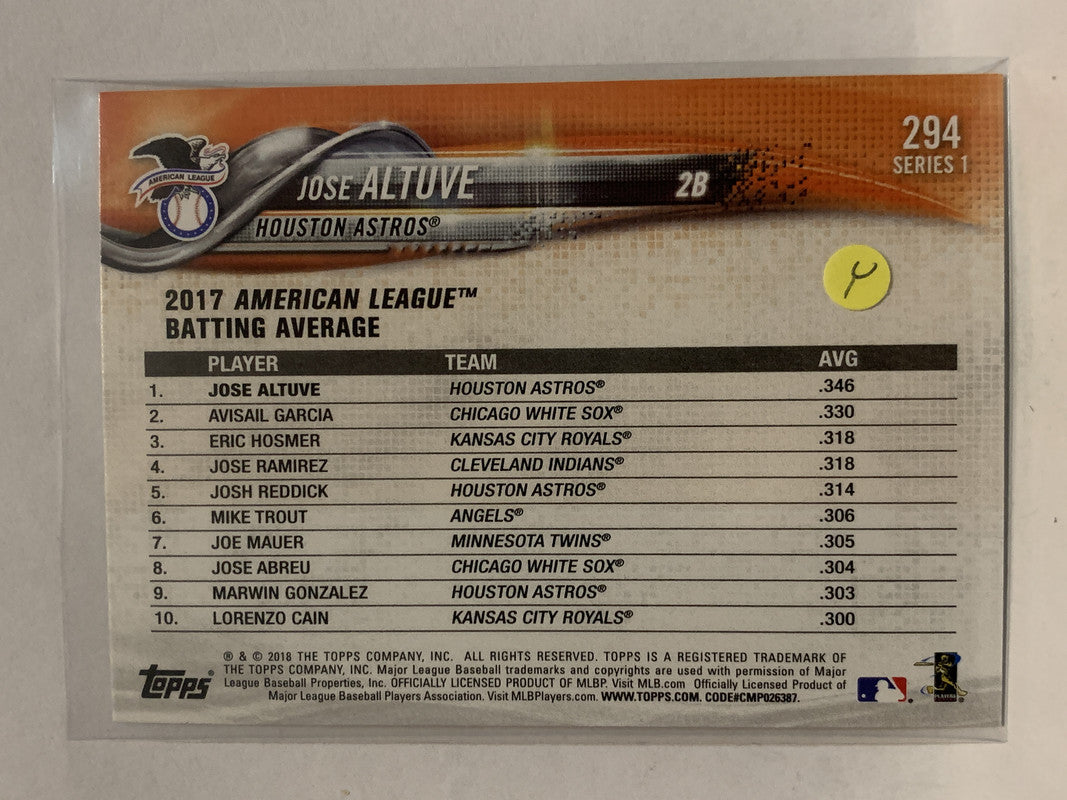 294
SERIES 1
AMERICAN LEAGUE
JOSE ALTUVE 2B
HOUSTON ASTROS®
Y
2017 AMERICAN LEAGUE™
BATTING AVERAGE
PLAYER TEAM AVG
1. JOSE ALTUVE HOUSTON ASTROS® .346
2. AVISAIL GARCIA CHICAGO WHITE SOX® .330
3. ERIC HOSMER KANSAS CITY ROYALS® .318
4. JOSE RAMIREZ CLEVELAND INDIANS® .318
5. JOSH REDDICK HOUSTON ASTROS® .314
6. MIKE TROUT ANGELS® .306
7. JOE MAUER MINNESOTA TWINS® .305
8. JOSE ABREU CHICAGO WHITE SOX® .304
9. MARWIN GONZALEZ HOUSTON ASTROS® .303
10. LORENZO CAIN KANSAS CITY ROYALS® .300
® & © 2018 THE TOPPS COMPANY, INC. ALL RIGHTS RESERVED. TOPPS IS A REGISTERED TRADEMARK OF
THE TOPPS COMPANY, INC. Major League Baseball trademarks and copyrights are used with permission of Major
League Baseball Properties, Inc. OFFICIALLY LICENSED PRODUCT OF MLBP. Visit MLB.com Officially Licensed Product of
Major League Baseball Players Association. Visit MLBPlayers.com. WWW.TOPPS.COM. CODE#CMP026387.
TOPPS®
PLAYERS